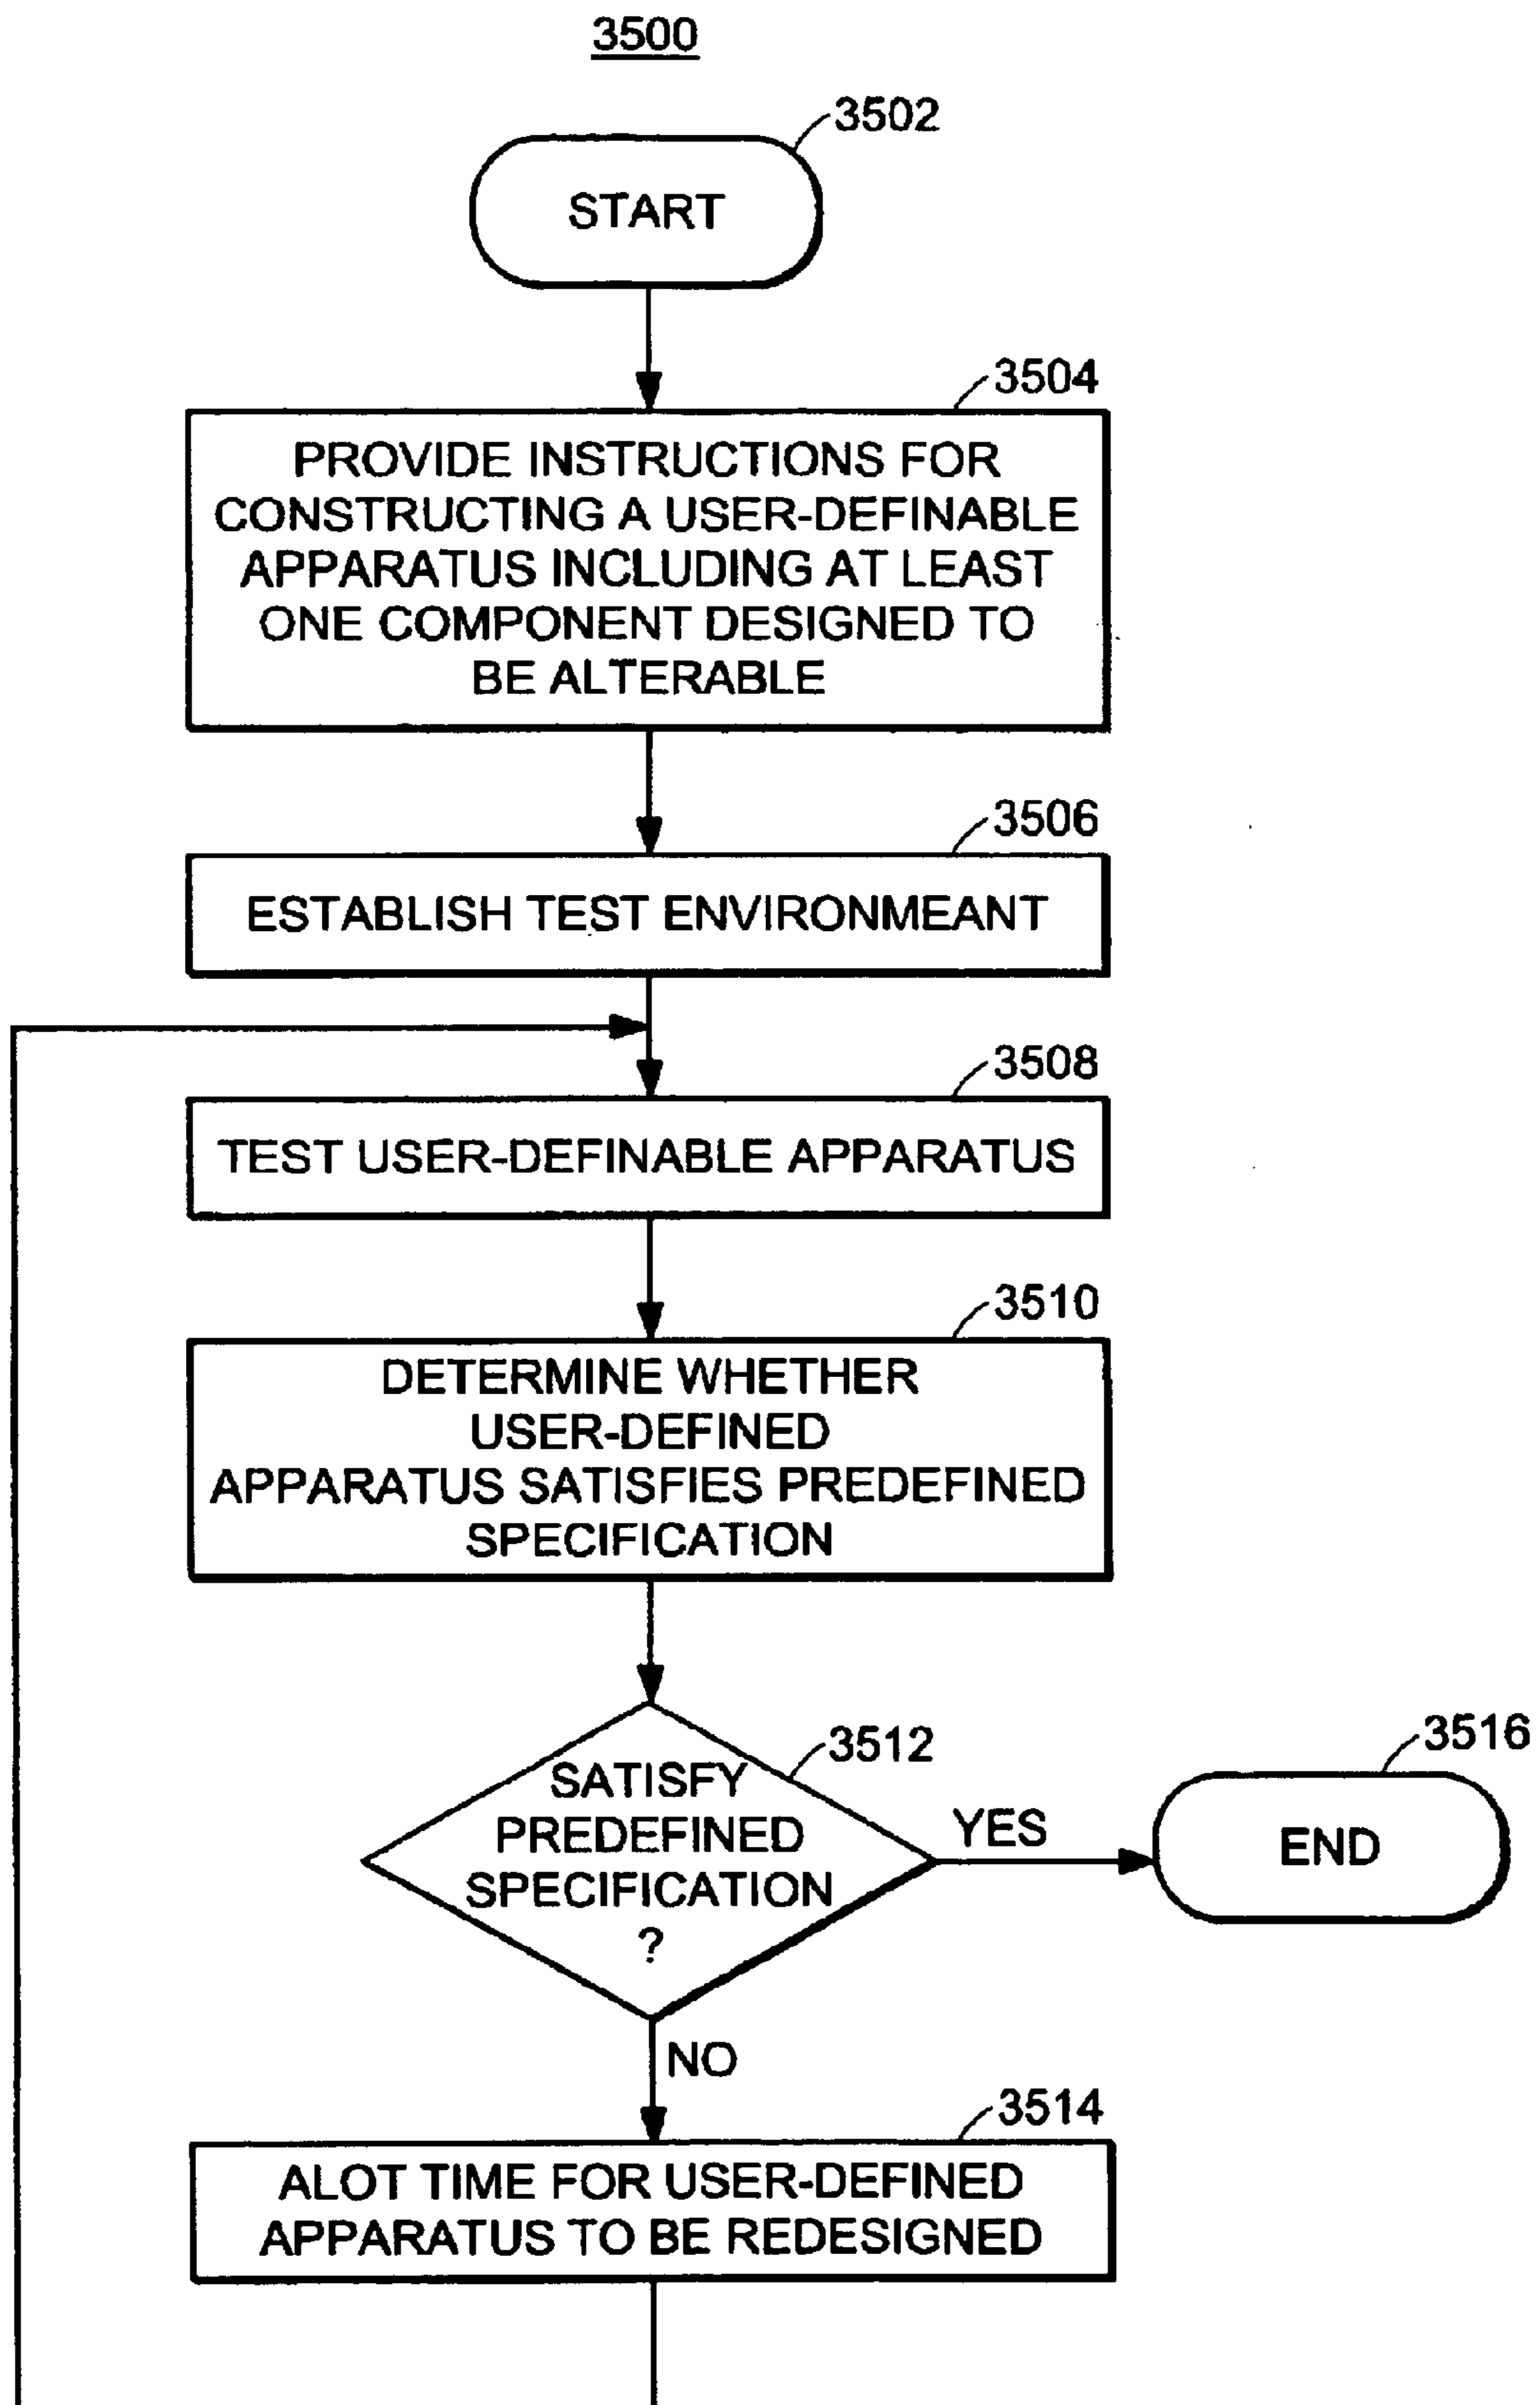 3500
3502
START
3504
PROVIDE INSTRUCTIONS FOR
CONSTRUCTING A USER-DEFINABLE
APPARATUS INCLUDING AT LEAST
ONE COMPONENT DESIGNED TO
BE ALTERABLE
3506
ESTABLISH TEST ENVIRONMEANT
3508
TEST USER-DEFINABLE APPARATUS
3510
DETERMINE WHETHER
USER-DEFINED
APPARATUS SATISFIES PREDEFINED
SPECIFICATION
3512
SATISFY
PREDEFINED
SPECIFICATION
?
YES
3516
END
NO
3514
ALOT TIME FOR USER-DEFINED
APPARATUS TO BE REDESIGNED